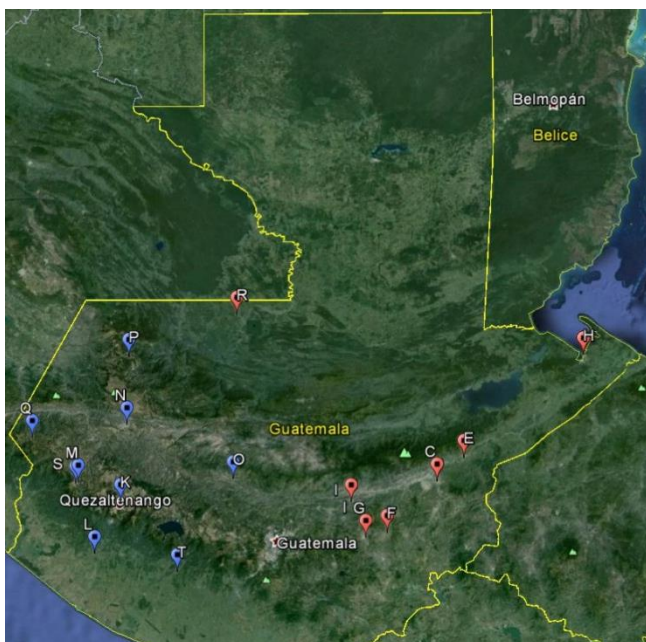 Belmopán
Belice
R
P
H
Q
N
Guatemala
E
S M
O
C
K
I
Quezaltenango
I G F
L
Guatemala
T